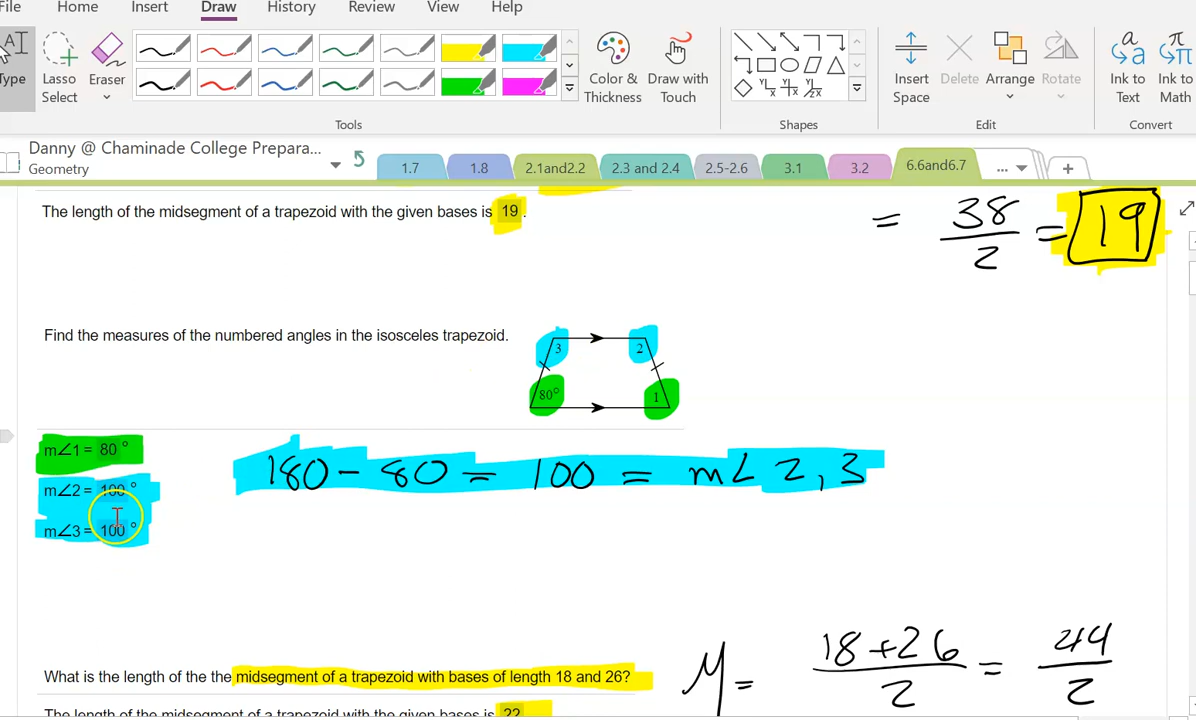 File Home Insert Draw History Review View Help
Type Lasso Select Eraser Color & Thickness Draw with Touch Insert Space Delete Arrange Rotate Ink to Text Ink to Math
Tools Shapes Edit Convert
Danny @ Chaminade College Prepara...
Geometry
1.7 1.8 2.1and2.2 2.3 and 2.4 2.5-2.6 3.1 3.2 6.6and6.7 ... +
The length of the midsegment of a trapezoid with the given bases is 19.
= 38/2 = 19
Find the measures of the numbered angles in the isosceles trapezoid.
3 2
80° 1
m∠1 = 80°
180 - 80 = 100 = m∠ 2, 3
m∠2 = 100°
m∠3 = 100°
M = 18+26/2 = 44/2
What is the length of the the midsegment of a trapezoid with bases of length 18 and 26?
The length of the midsegment of a trapezoid with the given bases is 22